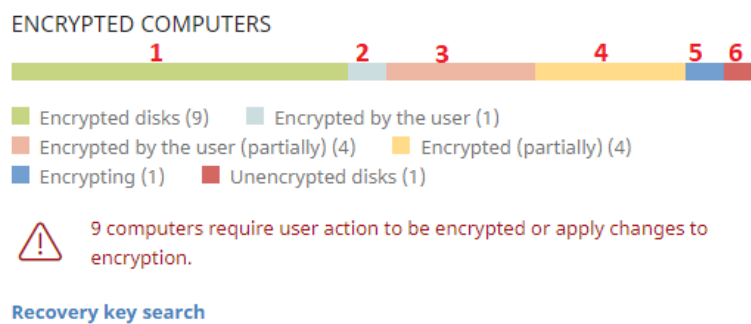 ENCRYPTED COMPUTERS
1 2 3 4 5 6
Encrypted disks (9) Encrypted by the user (1)
Encrypted by the user (partially) (4) Encrypted (partially) (4)
Encrypting (1) Unencrypted disks (1)
9 computers require user action to be encrypted or apply changes to
encryption.
Recovery key search